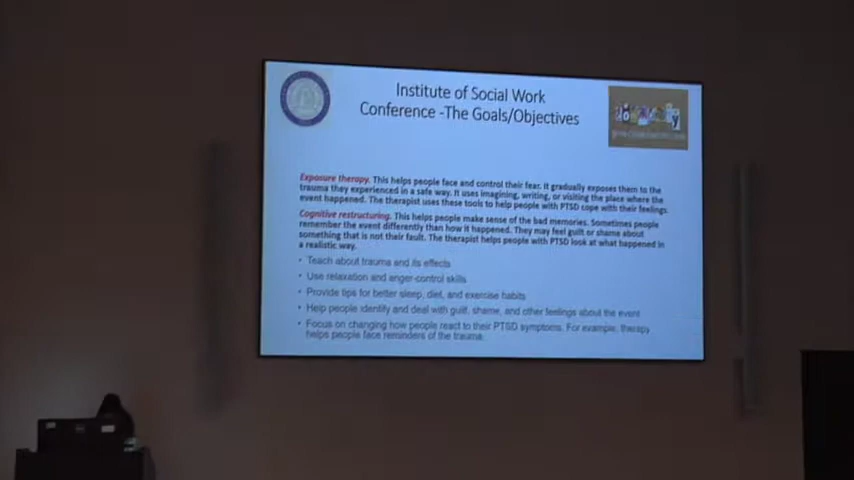 Institute of Social Work
Conference -The Goals/Objectives
Exposure therapy. This helps people face and control their fear. It gradually exposes them to the
trauma they experienced in a safe way. It uses imagining, writing, or visiting the place where the
event happened. The therapist uses these tools to help people with PTSD cope with their feelings.
Cognitive restructuring. This helps people make sense of the bad memories. Sometimes people
remember the event differently than how it happened. They may feel guilt or shame about
something that is not their fault. The therapist helps people with PTSD look at what happened in
a realistic way.
• Teach about trauma and its effects
• Use relaxation and anger-control skills
• Provide tips for better sleep, diet, and exercise habits
• Help people identify and deal with guilt, shame, and other feelings about the event
• Focus on changing how people react to their PTSD symptoms. For example, therapy
helps people face reminders of the trauma.